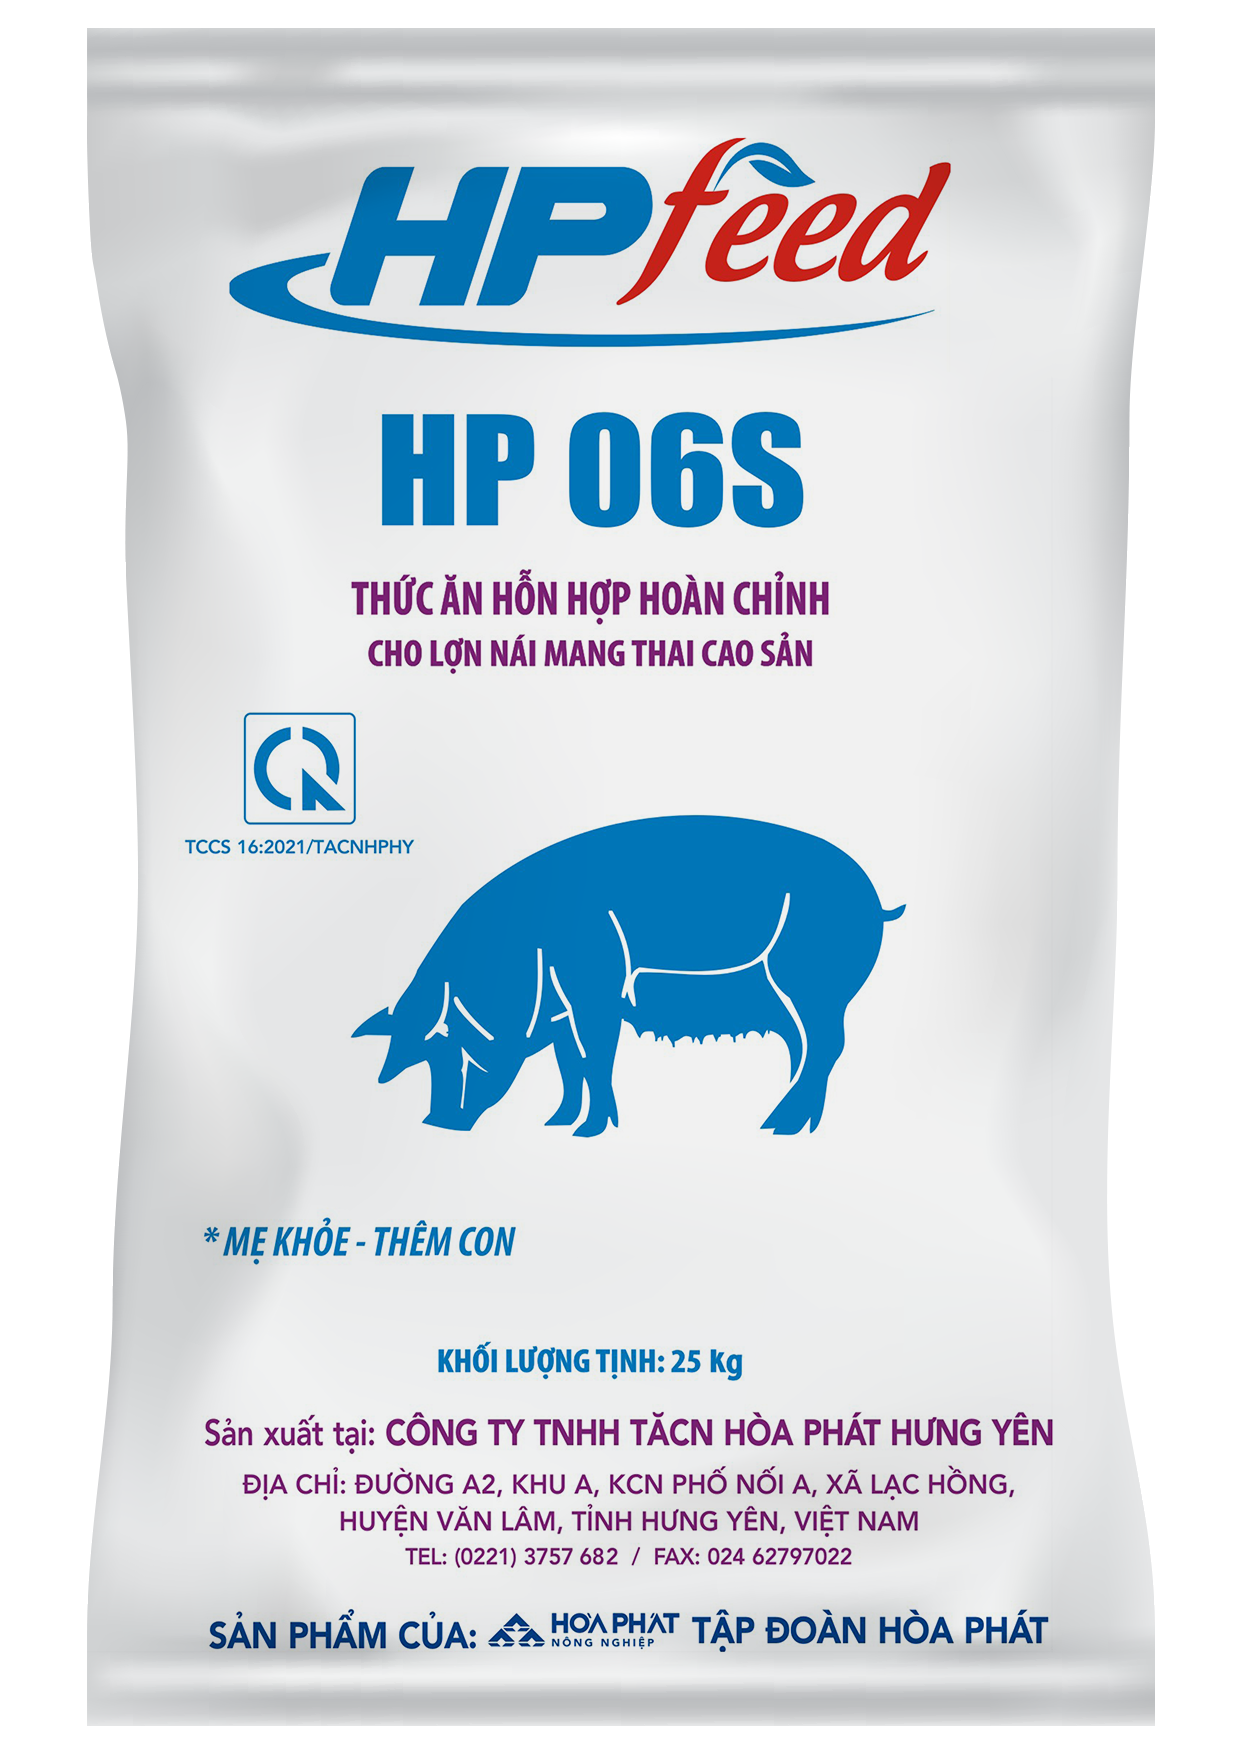 HPfeed
HP 06S
THỨC ĂN HỖN HỢP HOÀN CHỈNH
CHO LỢN NÁI MANG THAI CAO SẢN
TCCS 16:2021/TACNHPHY
* MẸ KHỎE - THÊM CON
KHỐI LƯỢNG TỊNH: 25 kg
Sản xuất tại: CÔNG TY TNHH TĂCN HÒA PHÁT HƯNG YÊN
ĐỊA CHỈ: ĐƯỜNG A2, KHU A, KCN PHỐ NỐI A, XÃ LẠC HỒNG,
HUYỆN VĂN LÂM, TỈNH HƯNG YÊN, VIỆT NAM
TEL: (0221) 3757 682 / FAX: 024 62797022
SẢN PHẨM CỦA: HÒA PHÁT NÔNG NGHIỆP TẬP ĐOÀN HÒA PHÁT